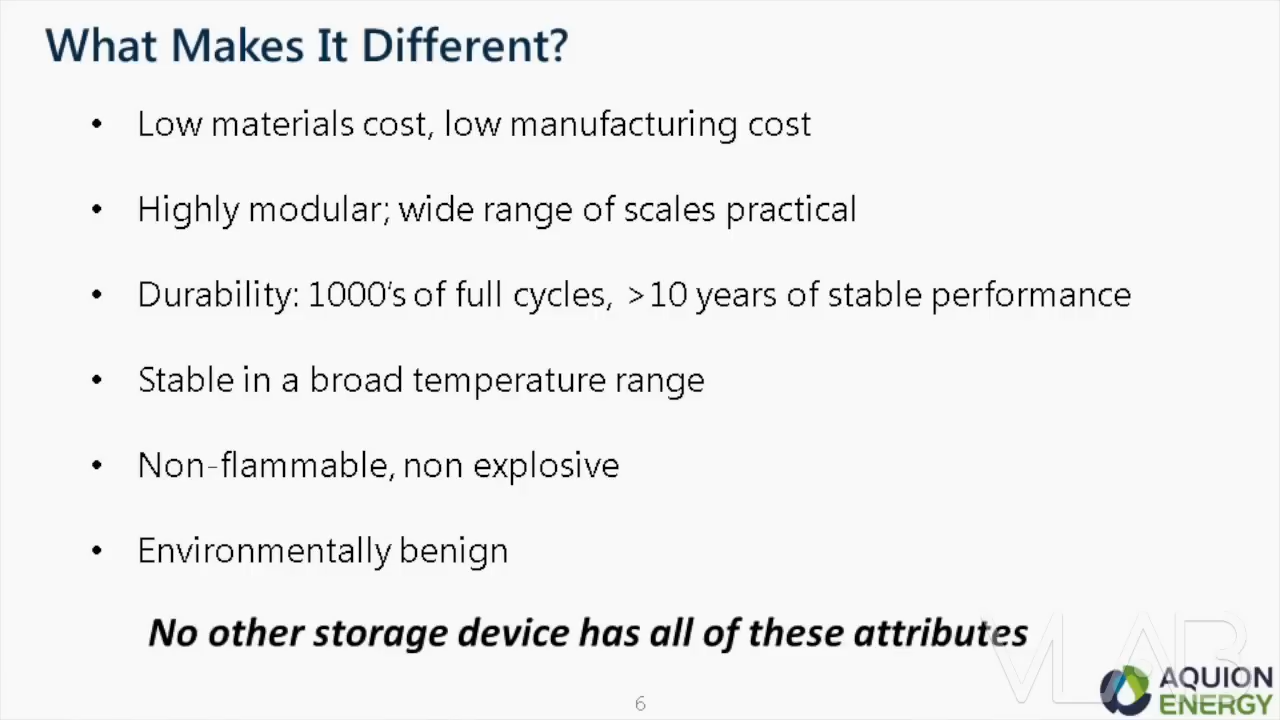 What Makes It Different?
• Low materials cost, low manufacturing cost
• Highly modular; wide range of scales practical
• Durability: 1000's of full cycles, >10 years of stable performance
• Stable in a broad temperature range
• Non-flammable, non explosive
• Environmentally benign
No other storage device has all of these attributes
VLAB
AQUION
ENERGY
6